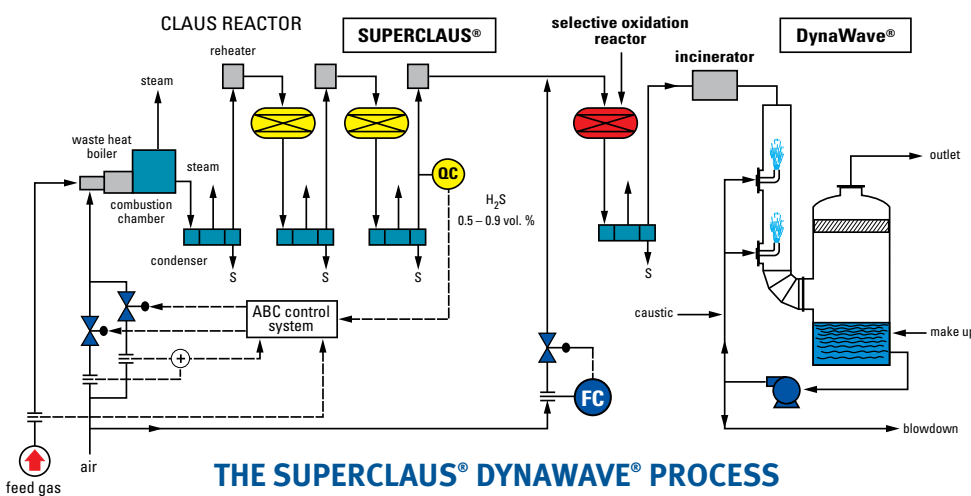 CLAUS REACTOR
SUPERCLAUS®
selective oxidation
reactor
DynaWave®
reheater
incinerator
steam
waste heat
boiler
steam
combustion
chamber
QC
H₂S
0.5 – 0.9 vol. %
outlet
condenser
S
S
S
S
ABC control
system
caustic
make up
+
FC
blowdown
air
feed gas
THE SUPERCLAUS® DYNAWAVE® PROCESS